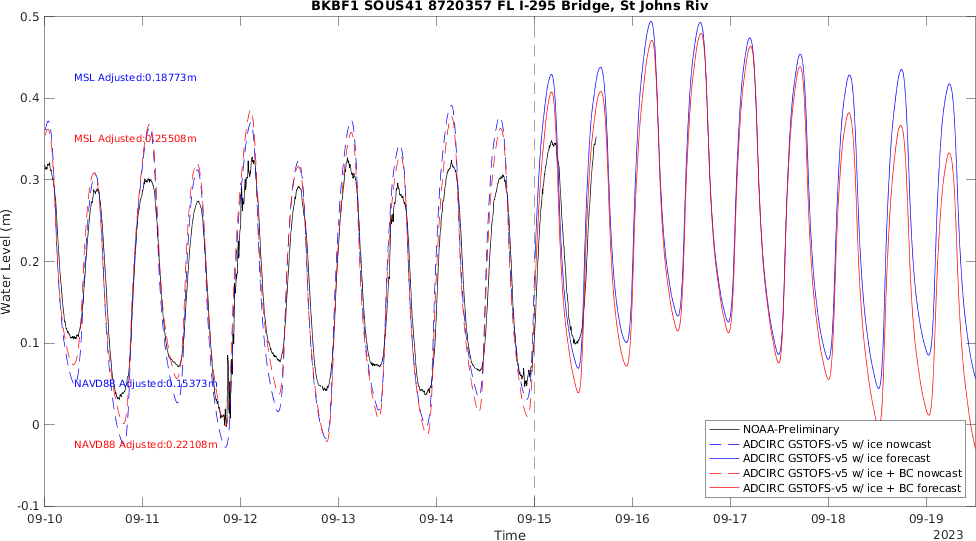 BKBF1 SOUS41 8720357 FL I-295 Bridge, St Johns Riv
0.5
0.4
0.3
0.2
0.1
0
-0.1
Water Level (m)
MSL Adjusted:0.18773m
MSL Adjusted:0.25508m
NAVD88 Adjusted:0.15373m
NAVD88 Adjusted:0.22108m
NOAA-Preliminary
ADCIRC GSTOFS-v5 w/ ice nowcast
ADCIRC GSTOFS-v5 w/ ice forecast
ADCIRC GSTOFS-v5 w/ ice + BC nowcast
ADCIRC GSTOFS-v5 w/ ice + BC forecast
09-10 09-11 09-12 09-13 09-14 09-15 09-16 09-17 09-18 09-19
Time
2023